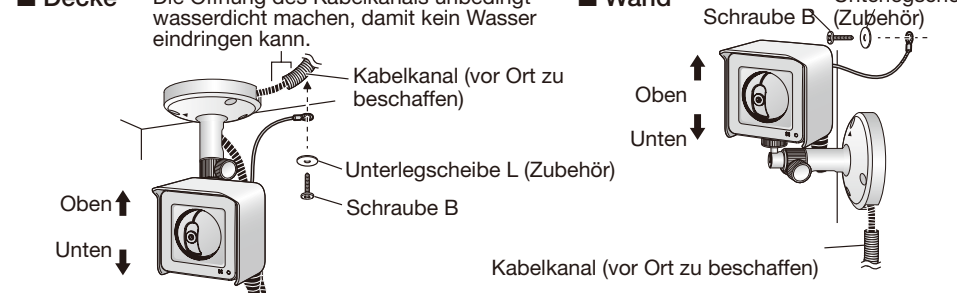 ■ Decke
Die Öffnung des Kabelkanals unbedingt
wasserdicht machen, damit kein Wasser
eindringen kann.
Kabelkanal (vor Ort zu
beschaffen)
Unterlegscheibe L (Zubehör)
Schraube B
Oben
Unten
■ Wand
Schraube B
(Zubehör)
Oben
Unten
Kabelkanal (vor Ort zu beschaffen)